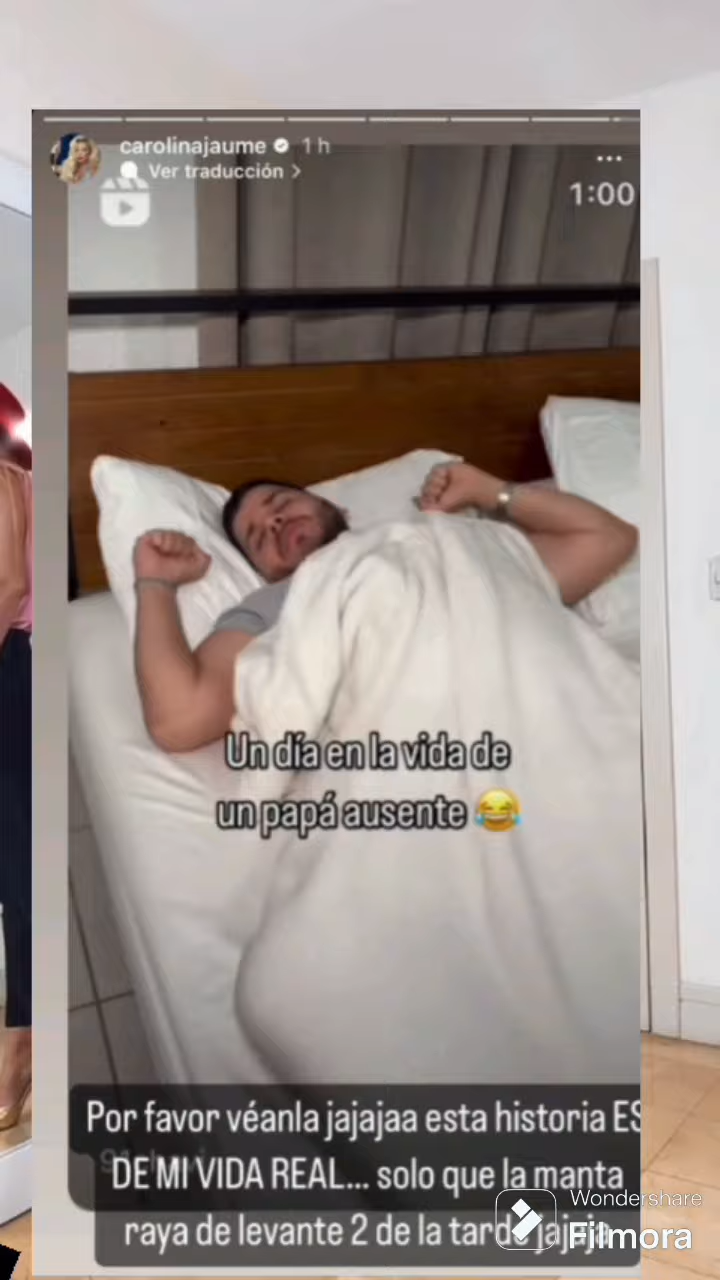 carolinajaume 1 h
Ver traducción >
1:00
Un día en la vida de
un papá ausente 😂
Por favor véanla jajajaa esta historia ES
DE MI VIDA REAL... solo que la manta
raya de levante 2 de la tarde jajaja
Wondershare
Filmora